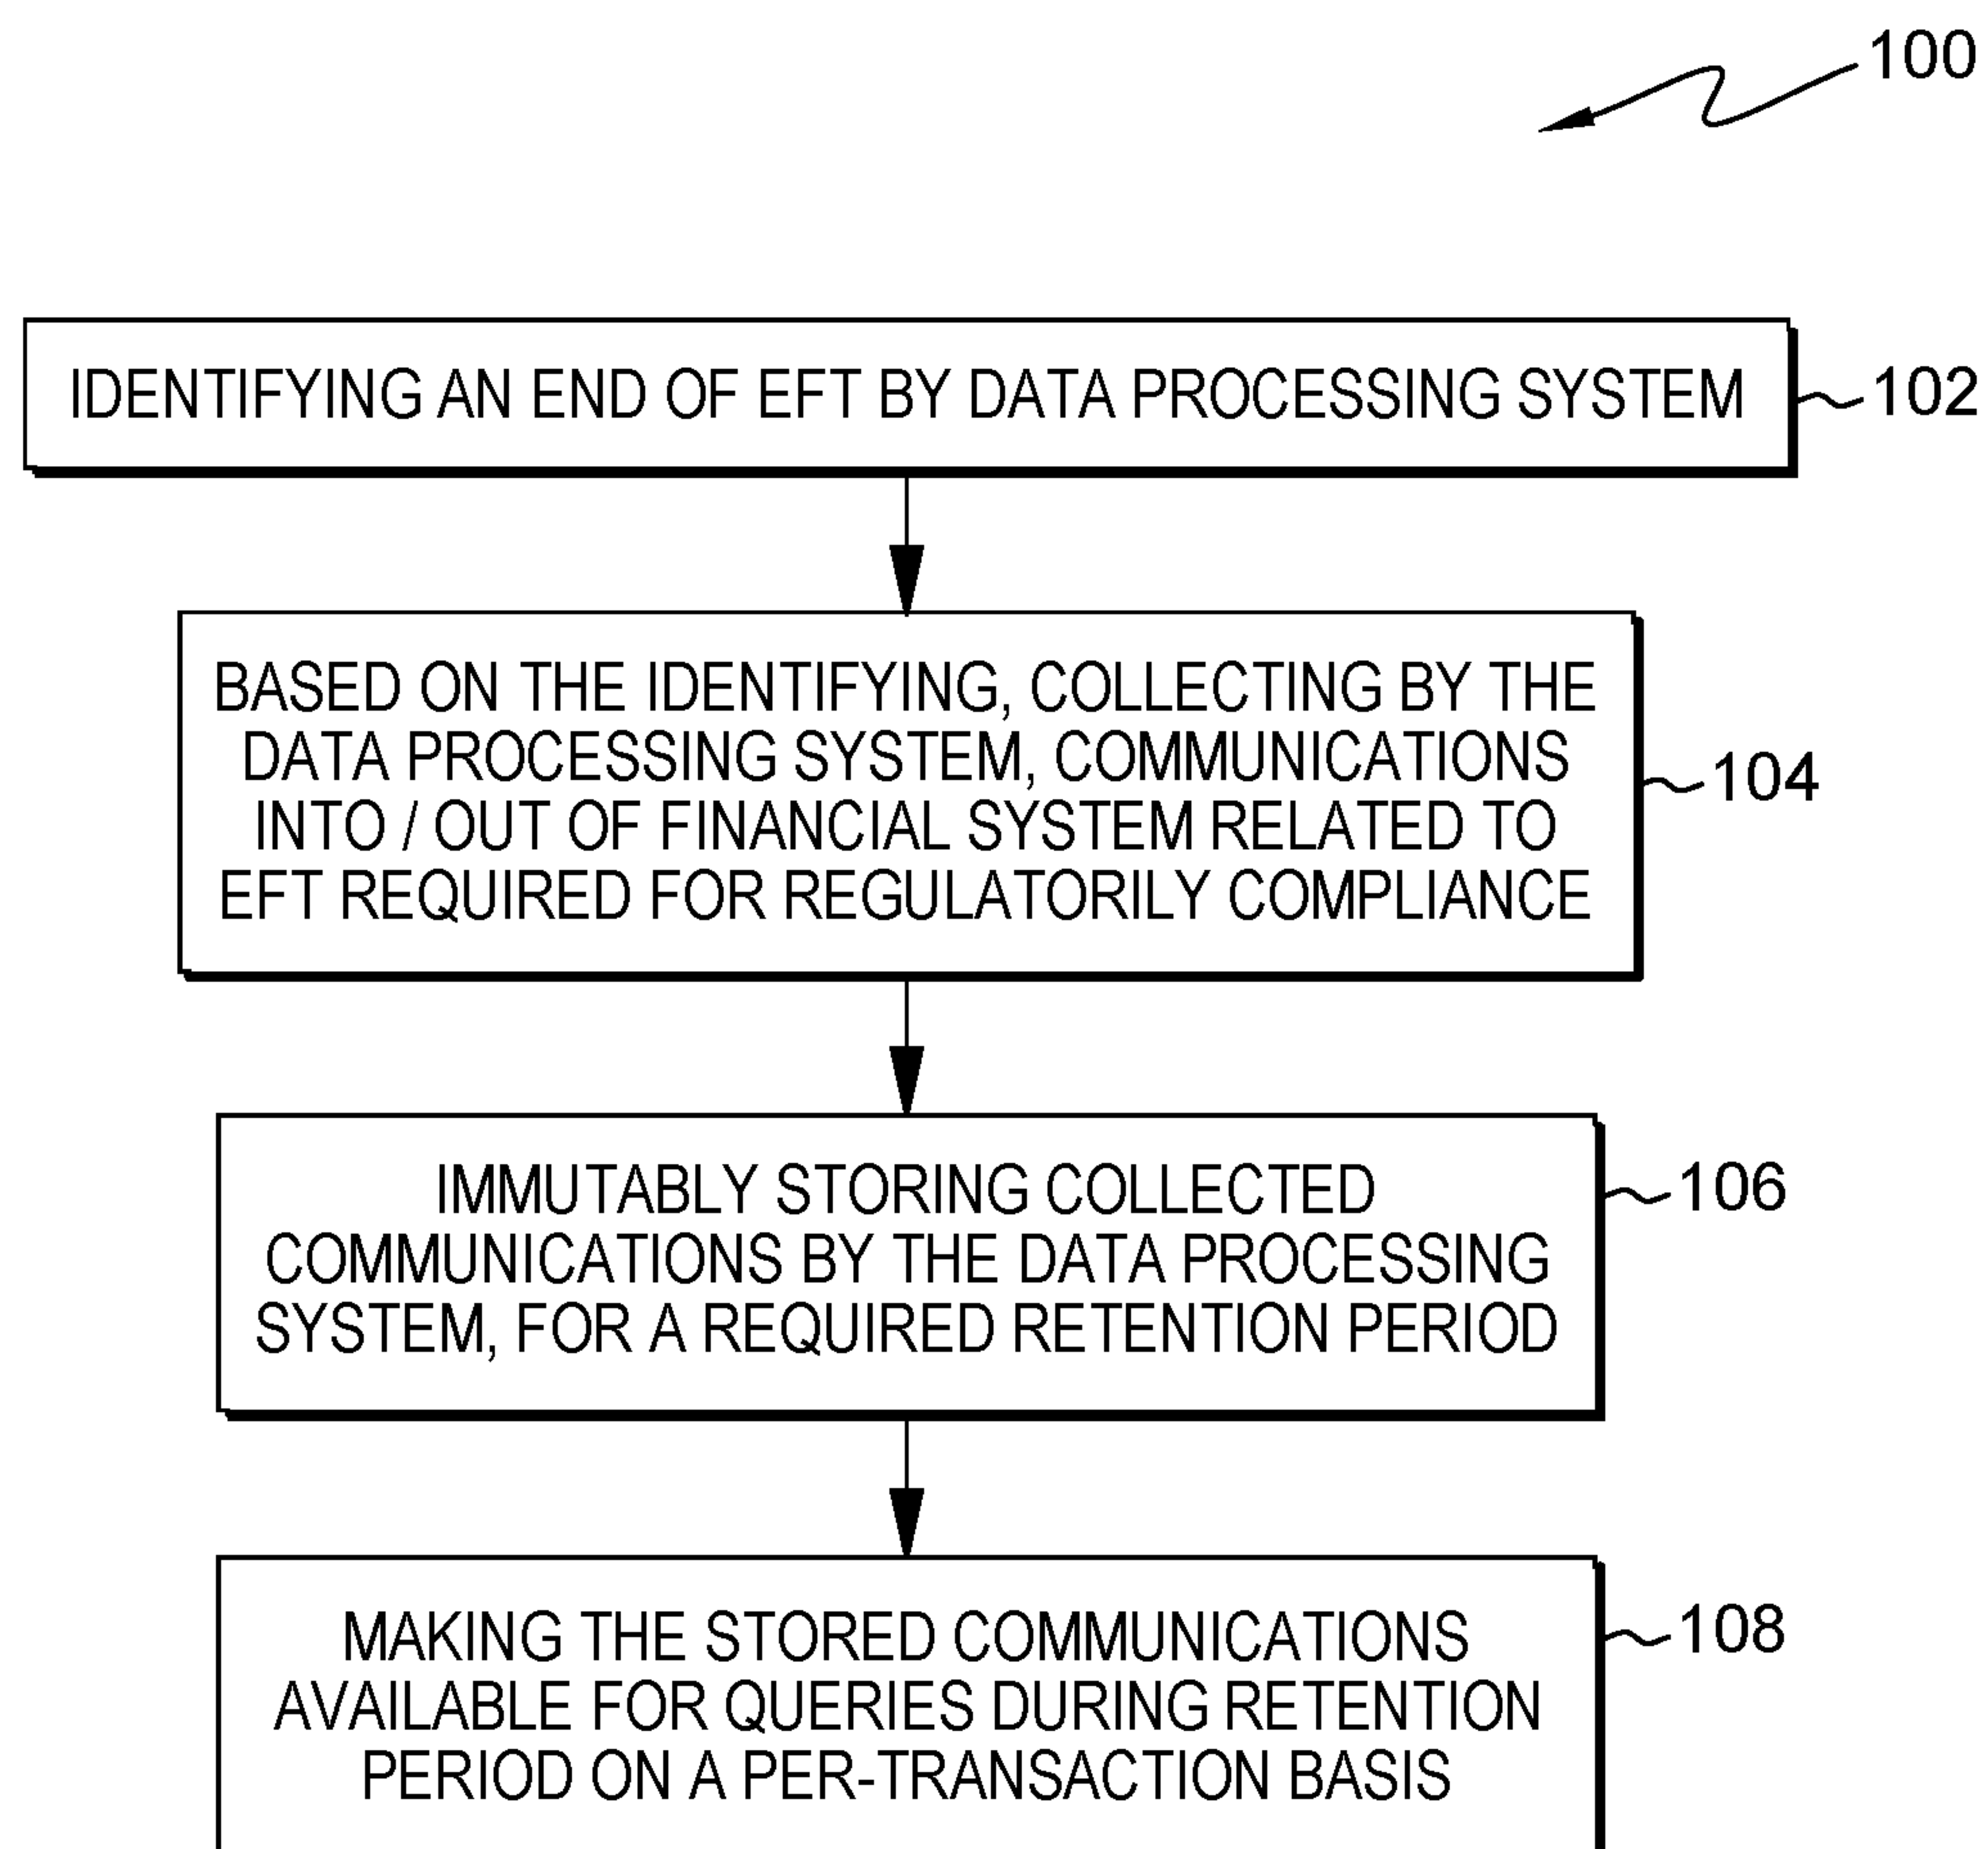 100
IDENTIFYING AN END OF EFT BY DATA PROCESSING SYSTEM
102
BASED ON THE IDENTIFYING, COLLECTING BY THE
DATA PROCESSING SYSTEM, COMMUNICATIONS
INTO / OUT OF FINANCIAL SYSTEM RELATED TO
EFT REQUIRED FOR REGULATORILY COMPLIANCE
104
IMMUTABLY STORING COLLECTED
COMMUNICATIONS BY THE DATA PROCESSING
SYSTEM, FOR A REQUIRED RETENTION PERIOD
106
MAKING THE STORED COMMUNICATIONS
AVAILABLE FOR QUERIES DURING RETENTION
PERIOD ON A PER-TRANSACTION BASIS
108